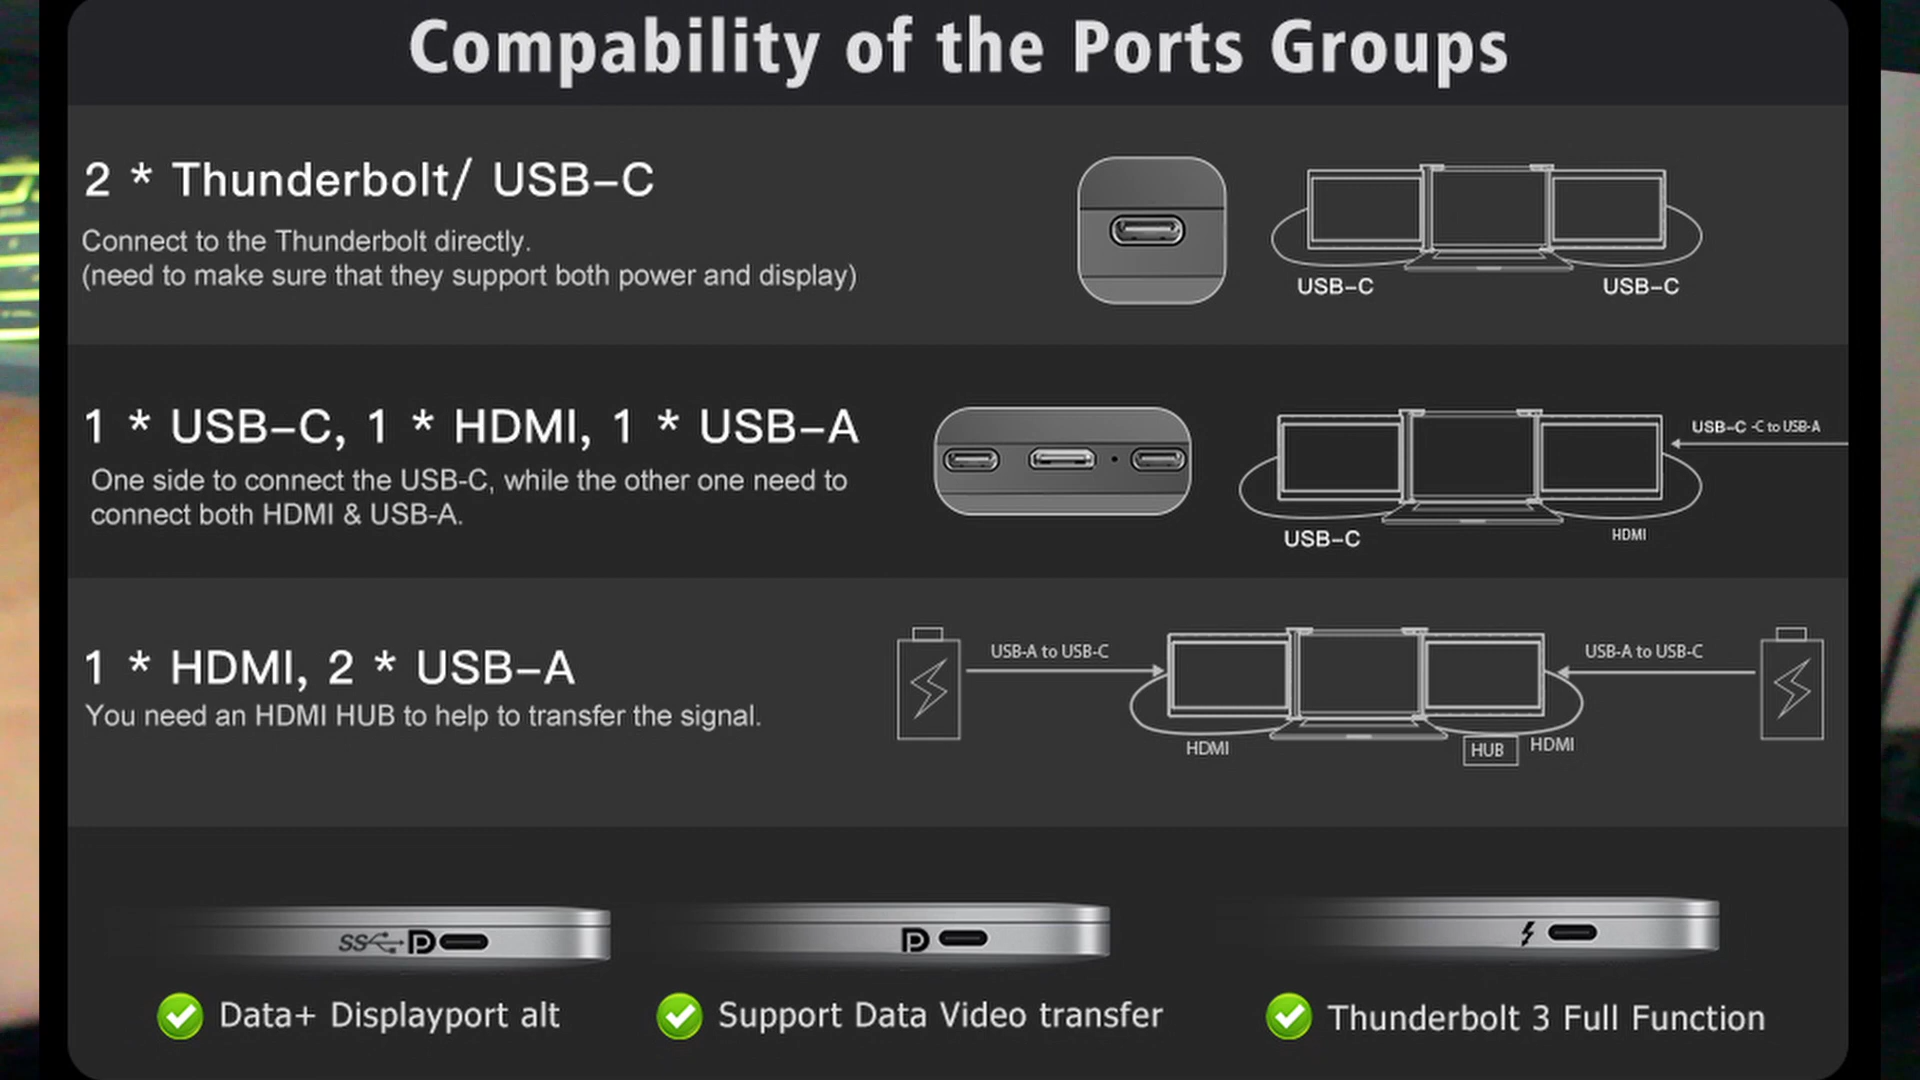 Compability of the Ports Groups
2 * Thunderbolt/ USB-C
Connect to the Thunderbolt directly.
(need to make sure that they support both power and display)
USB-C
USB-C
1 * USB-C, 1 * HDMI, 1 * USB-A
One side to connect the USB-C, while the other one need to
connect both HDMI & USB-A.
USB-C -C to USB-A
USB-C
HDMI
1 * HDMI, 2 * USB-A
You need an HDMI HUB to help to transfer the signal.
USB-A to USB-C
USB-A to USB-C
HDMI
HUB
HDMI
SS
Data+ Displayport alt
Support Data Video transfer
Thunderbolt 3 Full Function